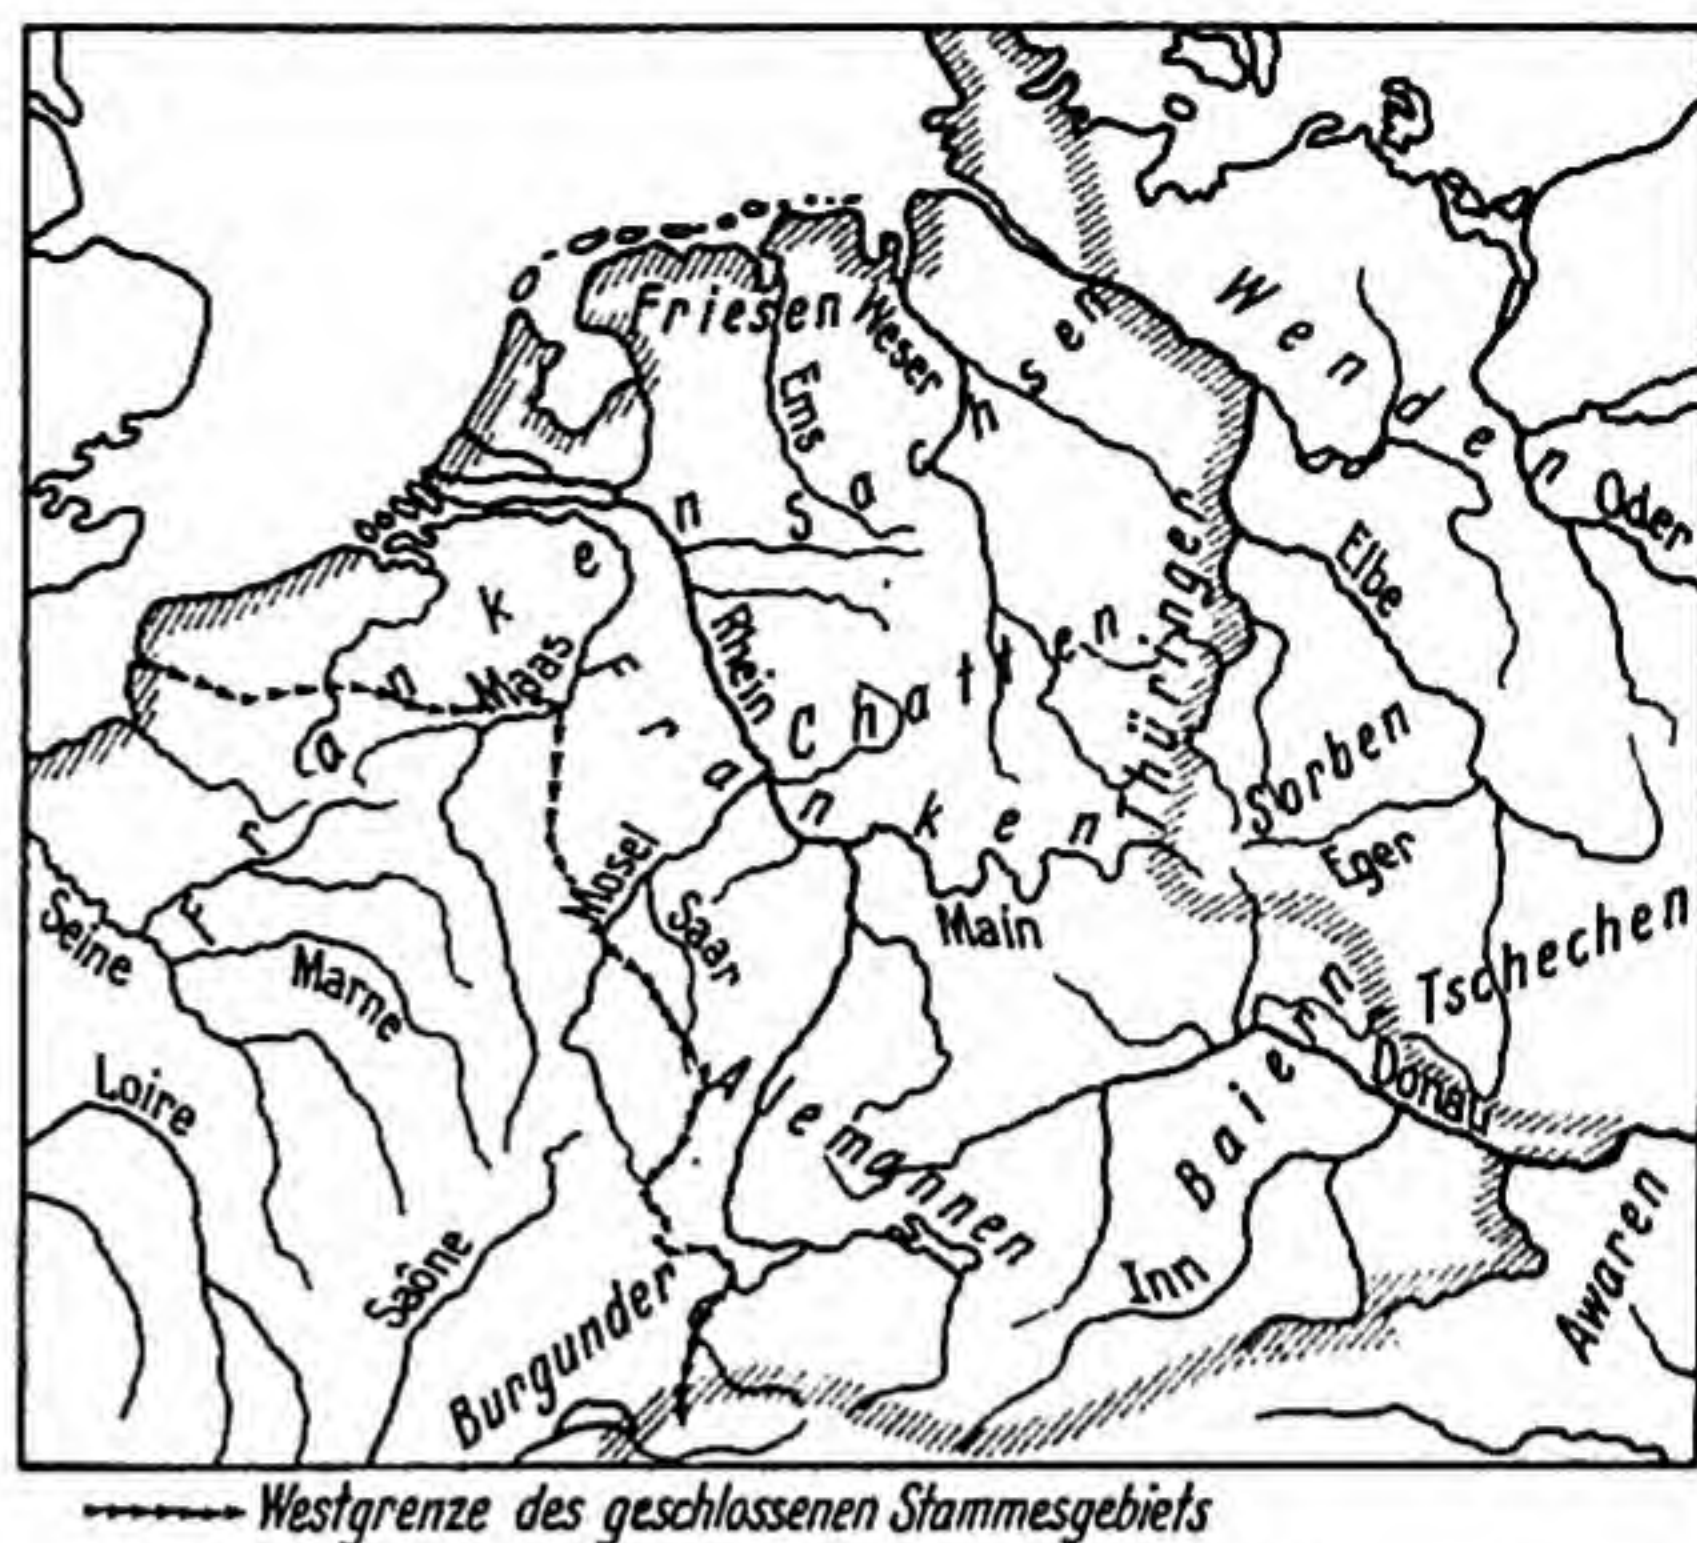 Wenden
Friesen
Weser
Ems
Sachsen
Oder
Elbe
Franken
Maas
Rhein
Chatten
Thüringer
Franken
Sorben
Eger
Mosel
Saar
Main
Seine
Marne
Tschechen
Loire
Donau
Baiern
Alemannen
Inn
Saône
Burgunder
Awaren
Westgrenze des geschlossenen Stammesgebiets